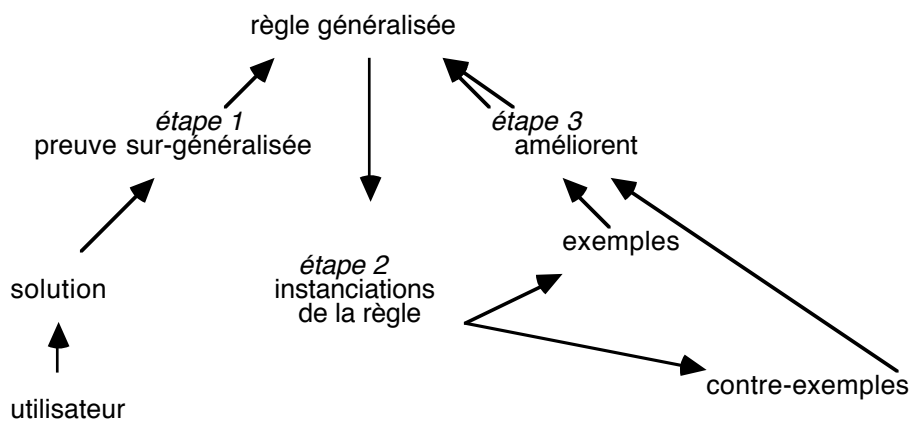 règle généralisée
étape 1
preuve sur-généralisée
étape 3
améliorent
exemples
étape 2
instanciations
de la règle
solution
contre-exemples
utilisateur